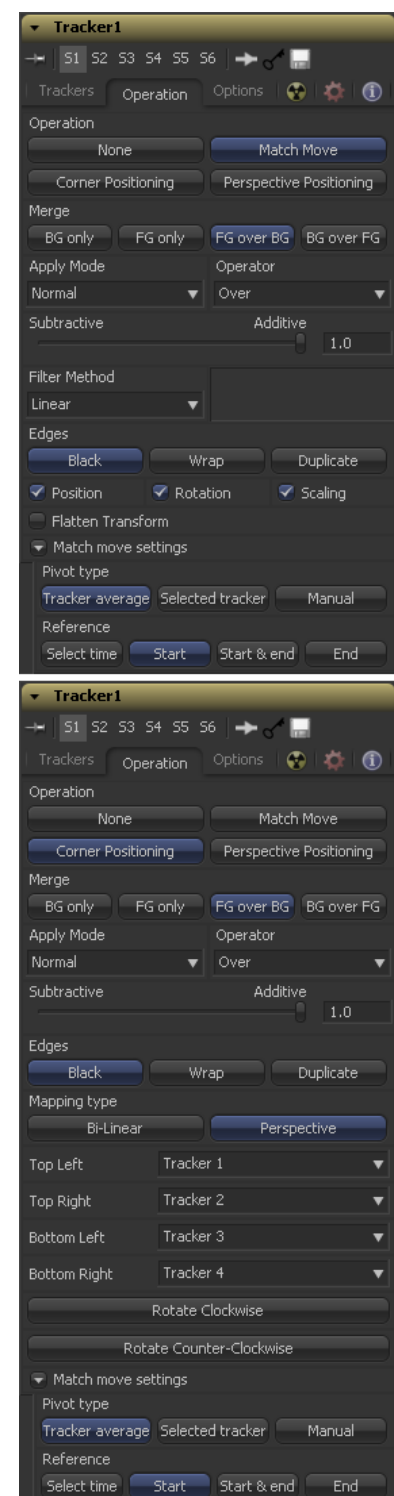 Tracker1
S1 S2 S3 S4 S5 S6
Trackers Operation Options
Operation
None Match Move
Corner Positioning Perspective Positioning
Merge
BG only FG only FG over BG BG over FG
Apply Mode Operator
Normal Over
Subtractive Additive
1.0
Filter Method
Linear
Edges
Black Wrap Duplicate
Position Rotation Scaling
Flatten Transform
Match move settings
Pivot type
Tracker average Selected tracker Manual
Reference
Select time Start Start & end End
Tracker1
S1 S2 S3 S4 S5 S6
Trackers Operation Options
Operation
None Match Move
Corner Positioning Perspective Positioning
Merge
BG only FG only FG over BG BG over FG
Apply Mode Operator
Normal Over
Subtractive Additive
1.0
Edges
Black Wrap Duplicate
Mapping type
Bi-Linear Perspective
Top Left Tracker 1
Top Right Tracker 2
Bottom Left Tracker 3
Bottom Right Tracker 4
Rotate Clockwise
Rotate Counter-Clockwise
Match move settings
Pivot type
Tracker average Selected tracker Manual
Reference
Select time Start Start & end End